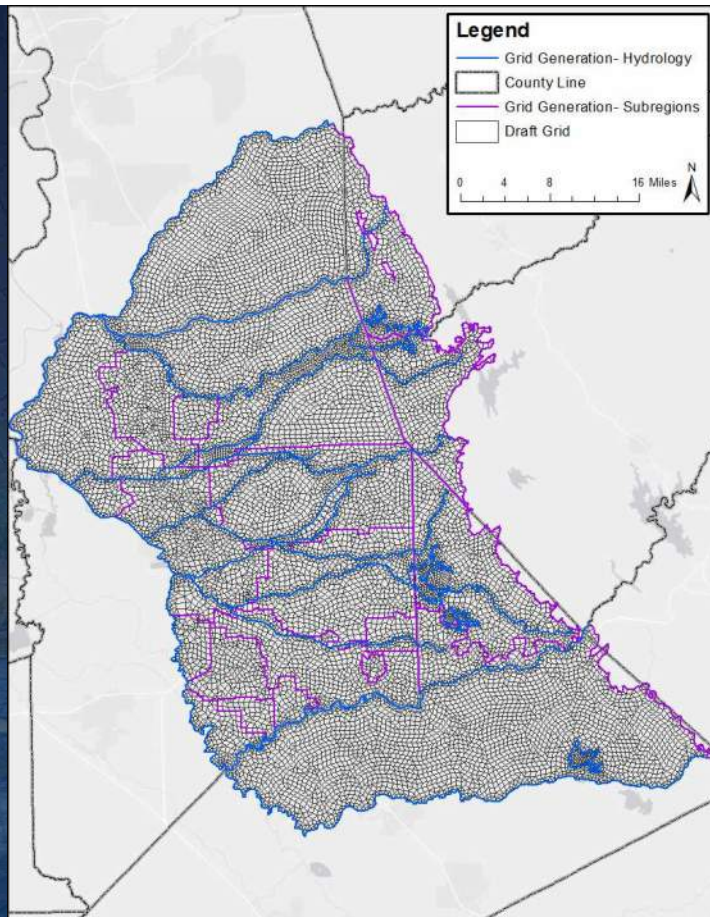 Legend
Grid Generation- Hydrology
County Line
Grid Generation- Subregions
Draft Grid
N
0 4 8 16 Miles